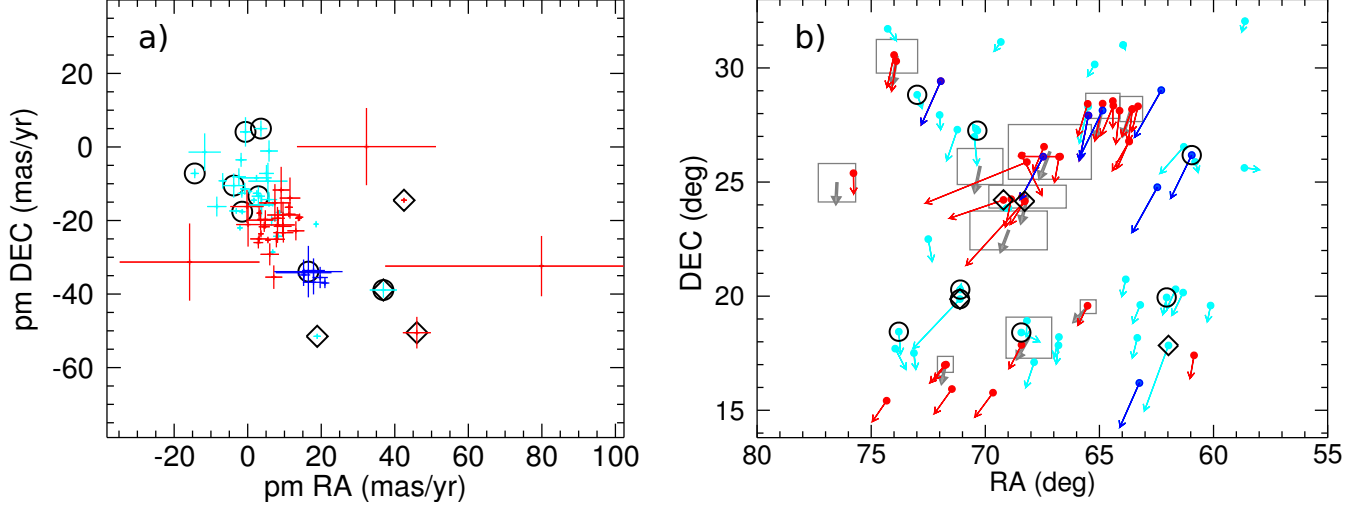 a)
20
0
-20
-40
-60
pm DEC (mas/yr)
-20 0 20 40 60 80 100
pm RA (mas/yr)
b)
30
25
20
15
DEC (deg)
80 75 70 65 60 55
RA (deg)